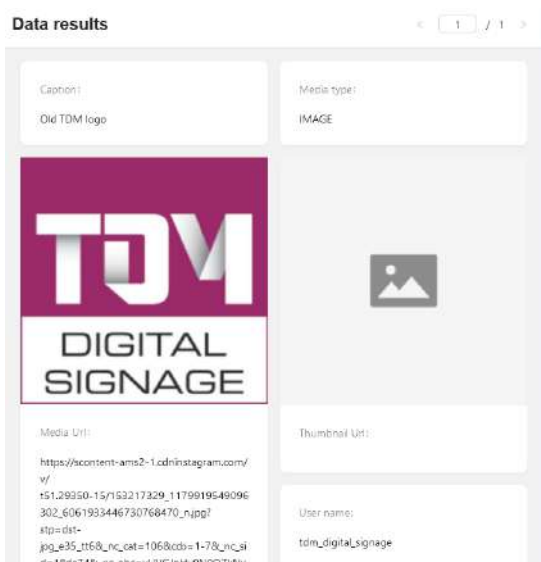 Data results
< 1 / 1 >
Caption:
Old TDM logo
Media type:
IMAGE
TDM
DIGITAL
SIGNAGE
Media Url:
https://scontent-ams2-1.cdninstagram.com/
v/
t51.29350-15/153217329_1179919549096
302_6061933446730768470_n.jpg?
stp=dst-
jpg_e35_tt6&_nc_cat=106&ccb=1-7&_nc_si
Thumbnail Url:
User name:
tdm_digital_signage